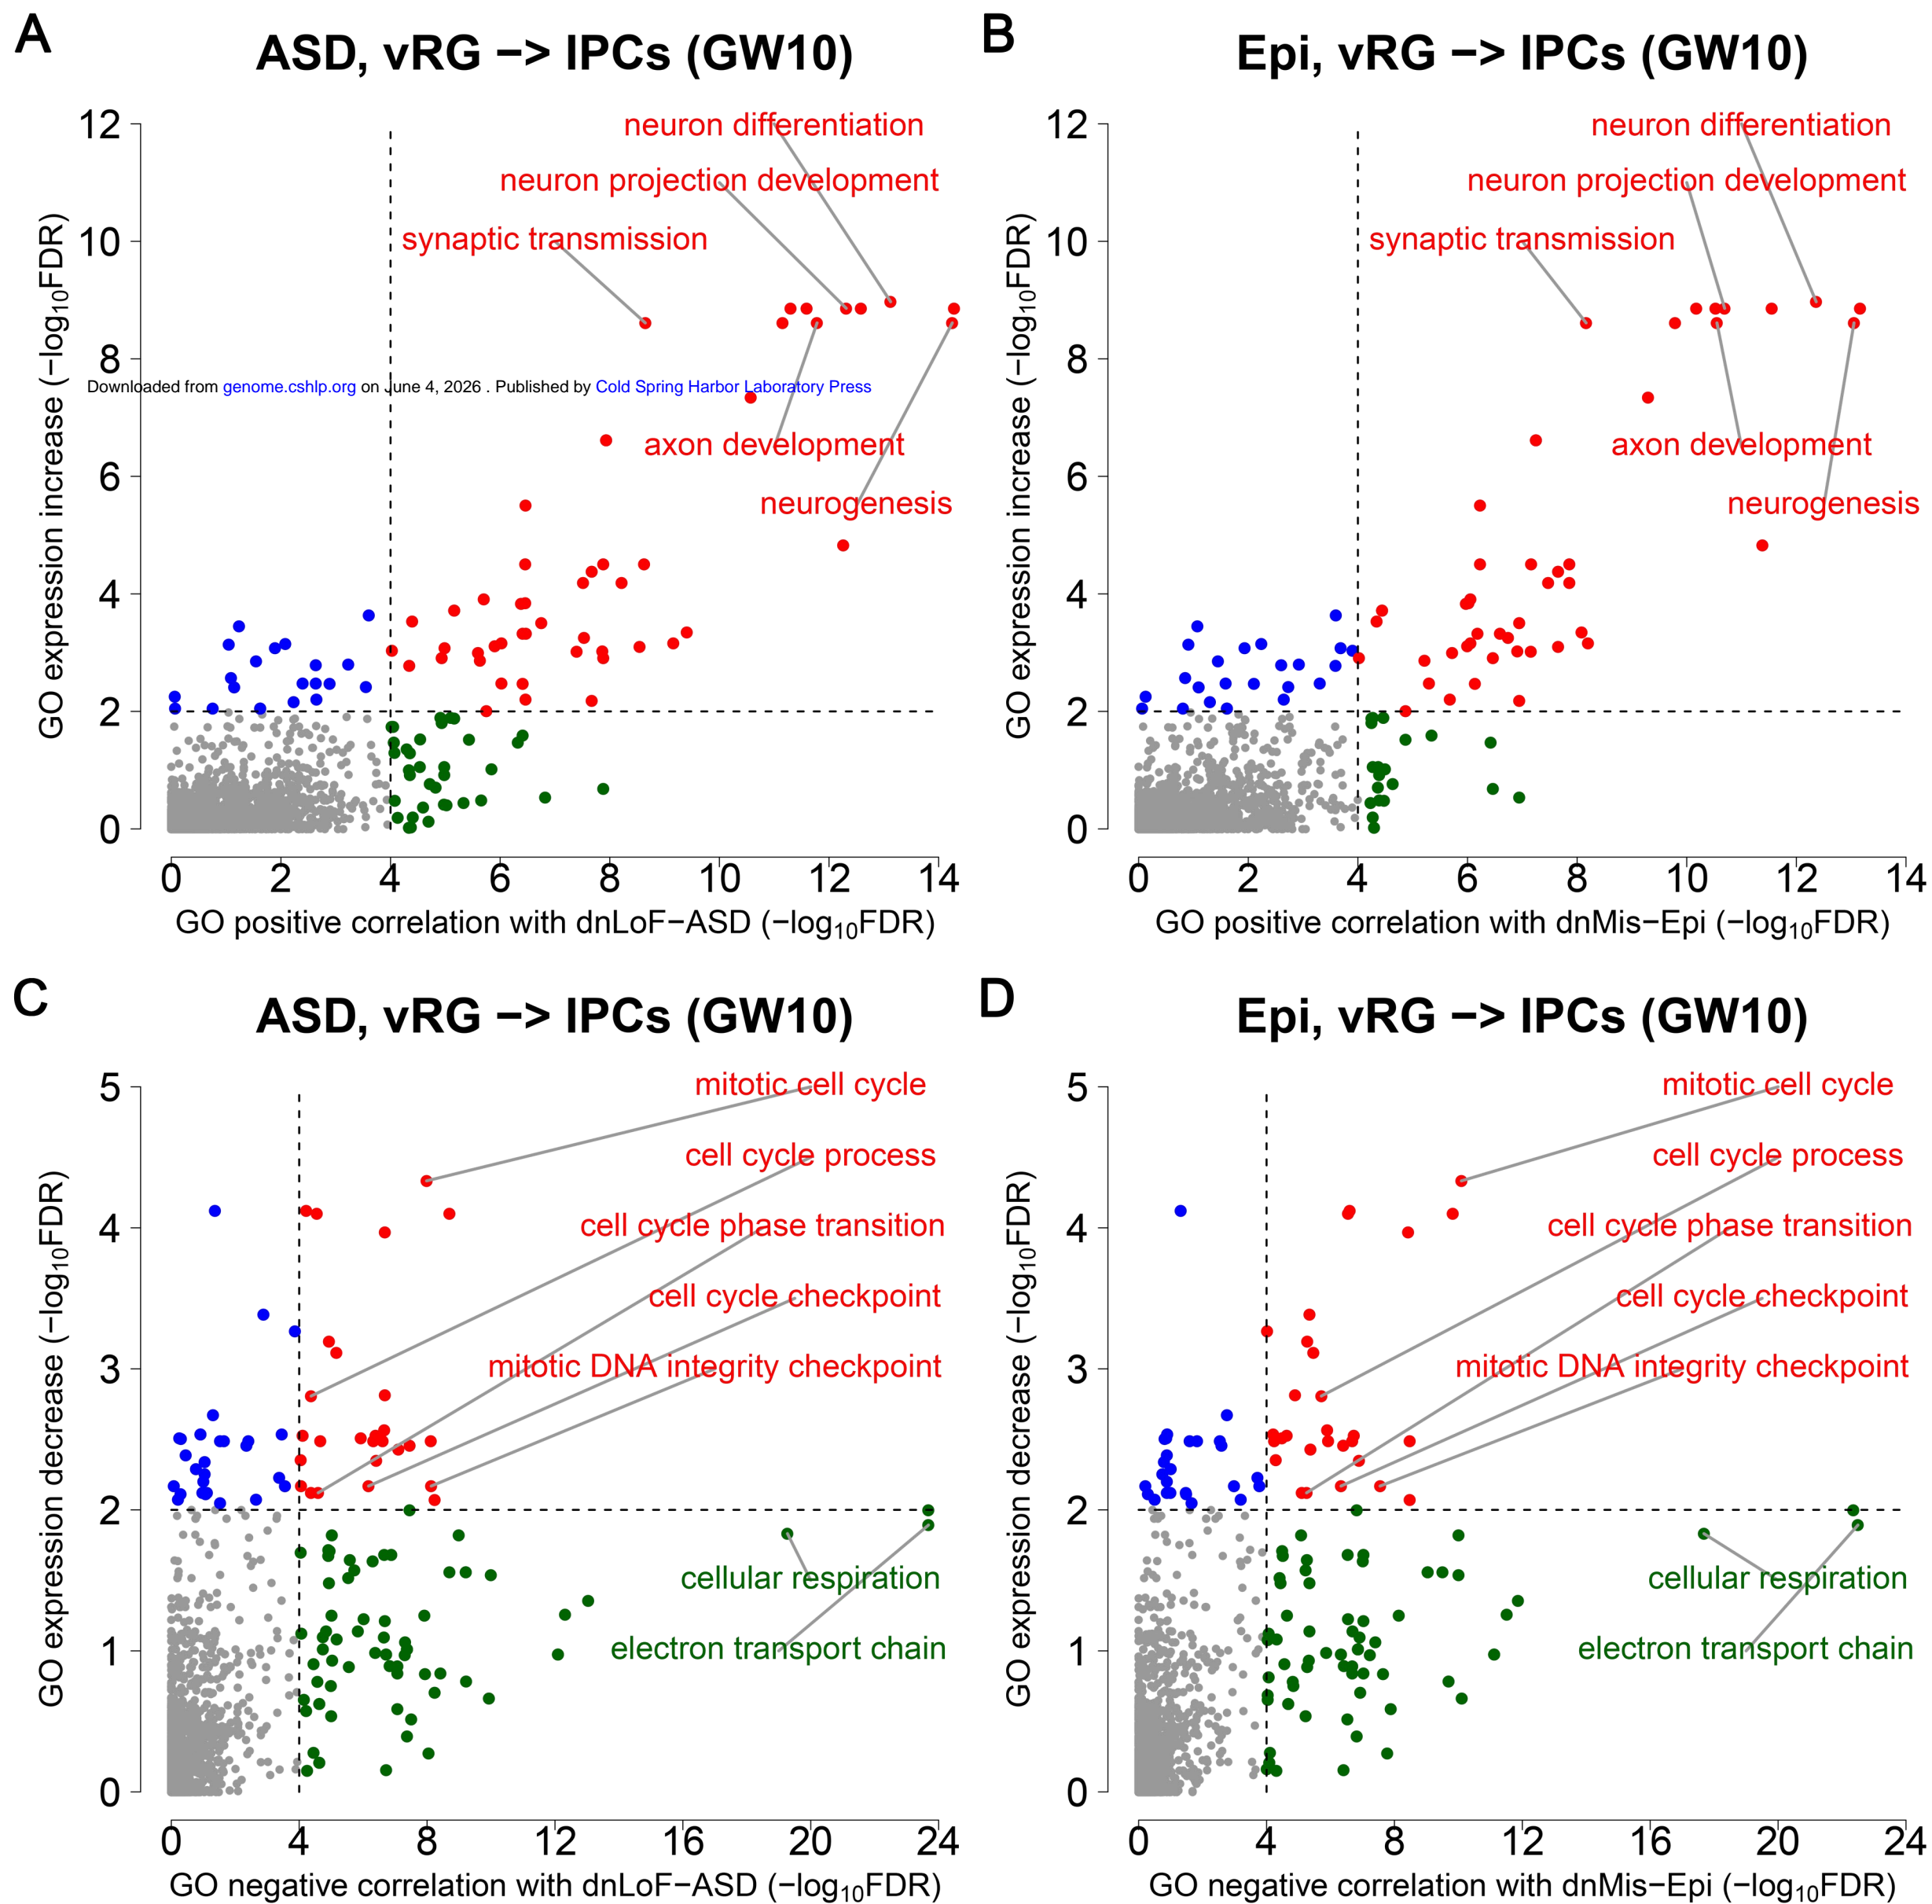 A
ASD, vRG −> IPCs (GW10)
GO expression increase (−log10FDR)
12
10
8
6
4
2
0
neuron differentiation
neuron projection development
synaptic transmission
Downloaded from genome.cshlp.org on June 4, 2026 . Published by Cold Spring Harbor Laboratory Press
axon development
neurogenesis
0 2 4 6 8 10 12 14
GO positive correlation with dnLoF−ASD (−log10FDR)
B
Epi, vRG −> IPCs (GW10)
GO expression increase (−log10FDR)
12
10
8
6
4
2
0
neuron differentiation
neuron projection development
synaptic transmission
axon development
neurogenesis
0 2 4 6 8 10 12 14
GO positive correlation with dnMis−Epi (−log10FDR)
C
ASD, vRG −> IPCs (GW10)
GO expression decrease (−log10FDR)
5
4
3
2
1
0
mitotic cell cycle
cell cycle process
cell cycle phase transition
cell cycle checkpoint
mitotic DNA integrity checkpoint
cellular respiration
electron transport chain
0 4 8 12 16 20 24
GO negative correlation with dnLoF−ASD (−log10FDR)
D
Epi, vRG −> IPCs (GW10)
GO expression decrease (−log10FDR)
5
4
3
2
1
0
mitotic cell cycle
cell cycle process
cell cycle phase transition
cell cycle checkpoint
mitotic DNA integrity checkpoint
cellular respiration
electron transport chain
0 4 8 12 16 20 24
GO negative correlation with dnMis−Epi (−log10FDR)